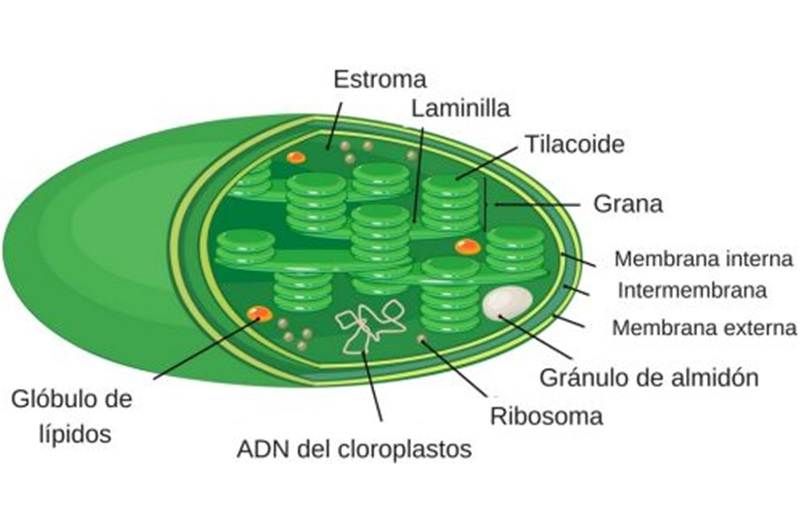 Estroma
Laminilla
Tilacoide
Grana
Membrana interna
Intermembrana
Membrana externa
Gránulo de almidón
Ribosoma
Glóbulo de
lípidos
ADN del cloroplastos